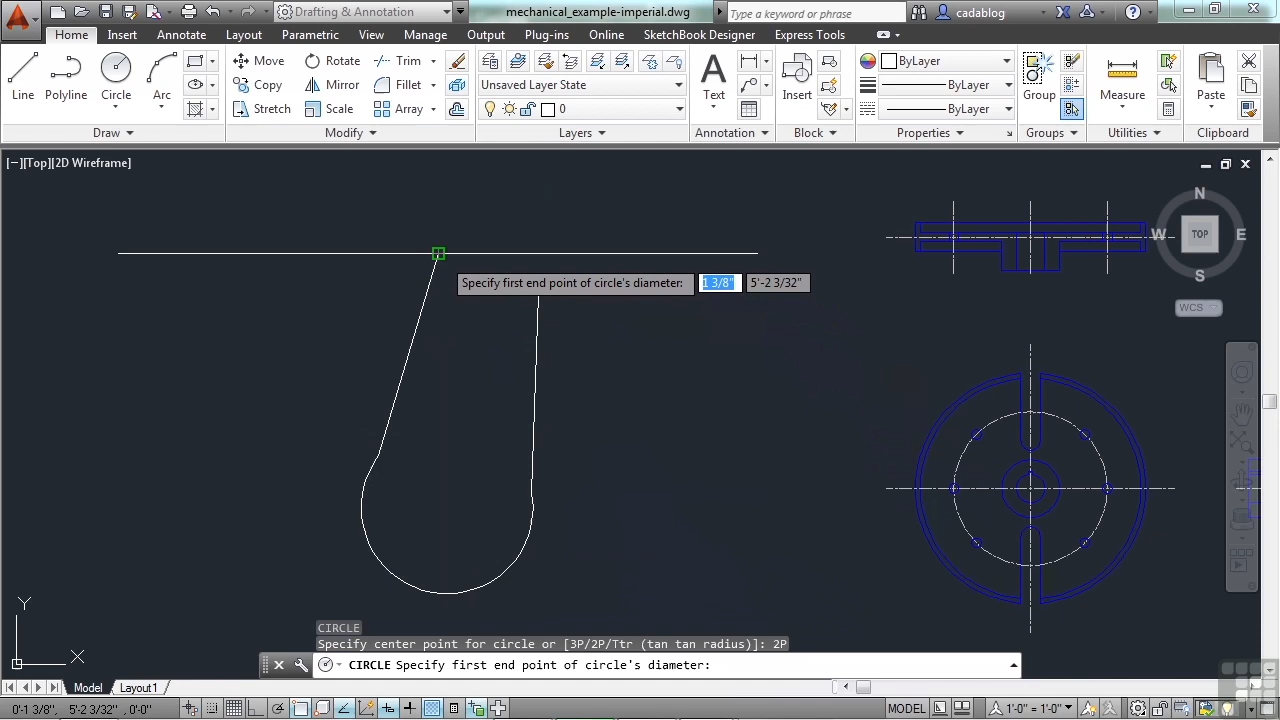 Drafting & Annotation
mechanical_example-imperial.dwg
Type a keyword or phrase
cadablog
Home Insert Annotate Layout Parametric View Manage Output Plug-ins Online SketchBook Designer Express Tools
Line Polyline Circle Arc
Move Rotate Trim
Copy Mirror Fillet
Stretch Scale Array
Unsaved Layer State
0
Text
Insert
ByLayer
ByLayer
ByLayer
Group
Measure
Paste
Draw Modify Layers Annotation Block Properties Groups Utilities Clipboard
[−][Top][2D Wireframe]
N
W TOP E
S
WCS
Specify first end point of circle's diameter: 1 3/8" 5'-2 3/32"
Y
X
CIRCLE
Specify center point for circle or [3P/2P/Ttr (tan tan radius)]: 2P
CIRCLE Specify first end point of circle's diameter:
Model Layout1
0'-1 3/8", 5'-2 3/32", 0'-0" MODEL 1'-0" = 1'-0"